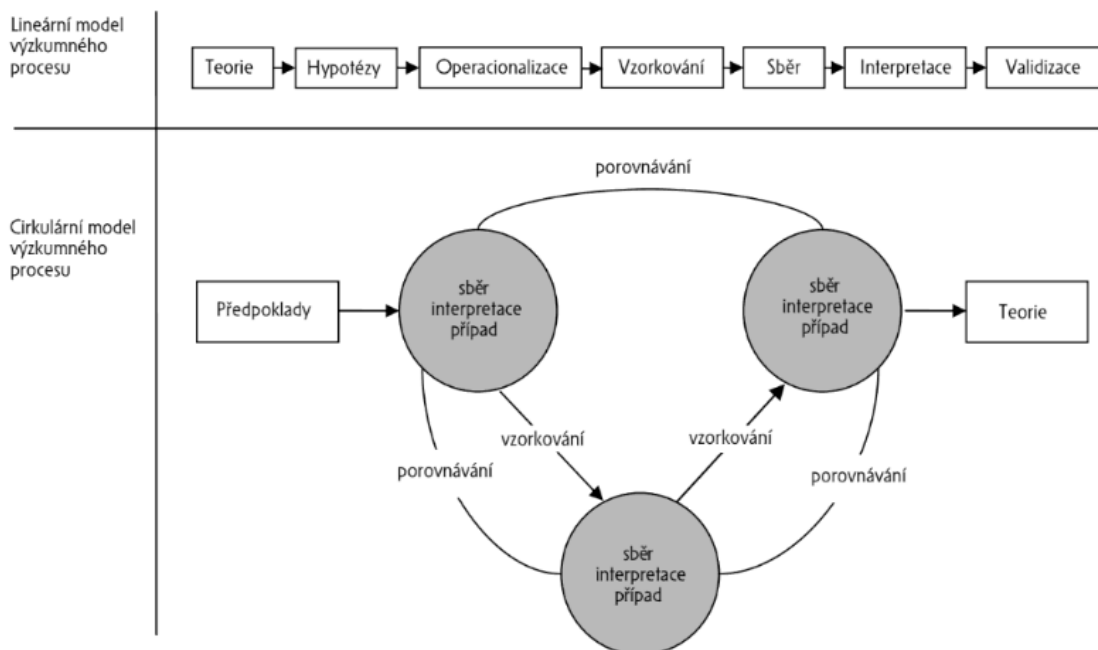 Lineární model
výzkumného
procesu
Teorie
Hypotézy
Operacionalizace
Vzorkování
Sběr
Interpretace
Validizace
porovnávání
Cirkulární model
výzkumného
procesu
Předpoklady
sběr
interpretace
případ
sběr
interpretace
případ
Teorie
vzorkování
vzorkování
porovnávání
porovnávání
sběr
interpretace
případ